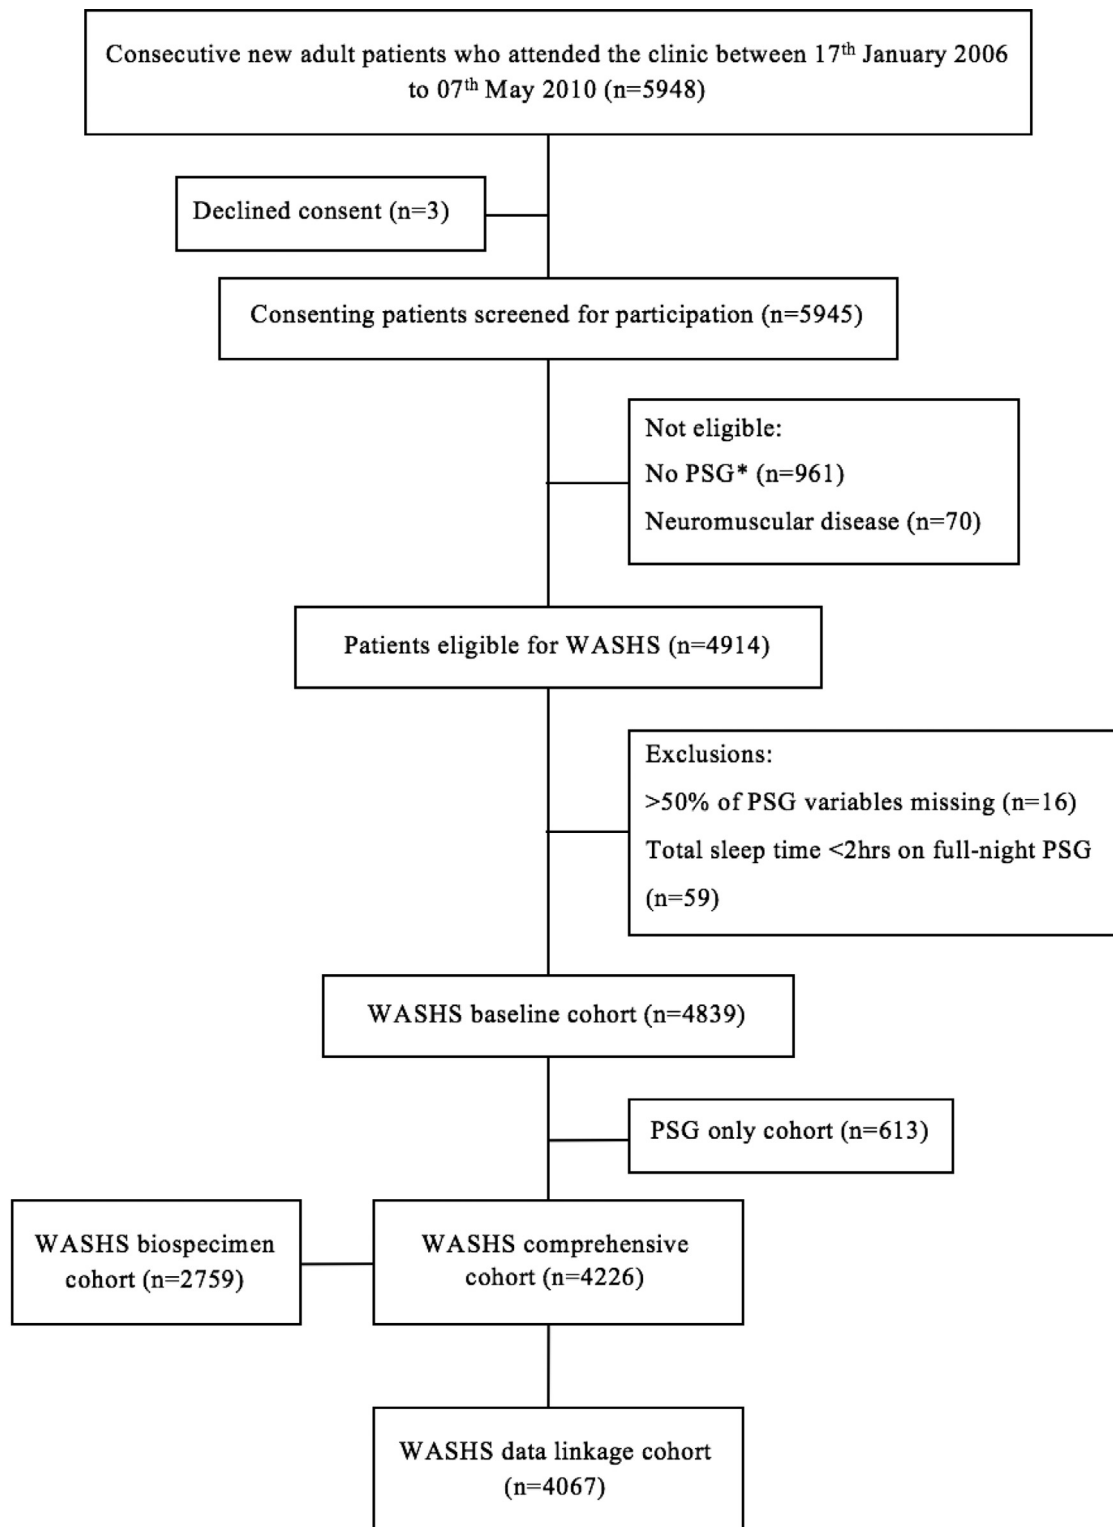 Consecutive new adult patients who attended the clinic between 17th January 2006
to 07th May 2010 (n=5948)
Declined consent (n=3)
Consenting patients screened for participation (n=5945)
Not eligible:
No PSG* (n=961)
Neuromuscular disease (n=70)
Patients eligible for WASHS (n=4914)
Exclusions:
>50% of PSG variables missing (n=16)
Total sleep time <2hrs on full-night PSG
(n=59)
WASHS baseline cohort (n=4839)
PSG only cohort (n=613)
WASHS biospecimen
cohort (n=2759)
WASHS comprehensive
cohort (n=4226)
WASHS data linkage cohort
(n=4067)